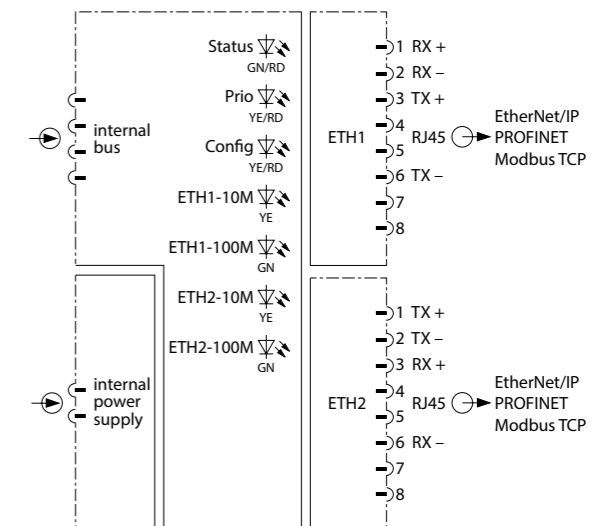 Status
GN/RD
Prio
YE/RD
Config
YE/RD
ETH1-10M
YE
ETH1-100M
GN
ETH2-10M
YE
ETH2-100M
GN
internal
bus
internal
power
supply
ETH1
1 RX +
2 RX –
3 TX +
4
5
6 TX –
7
8
RJ45
EtherNet/IP
PROFINET
Modbus TCP
ETH2
1 TX +
2 TX –
3 RX +
4
5
6 RX –
7
8
RJ45
EtherNet/IP
PROFINET
Modbus TCP